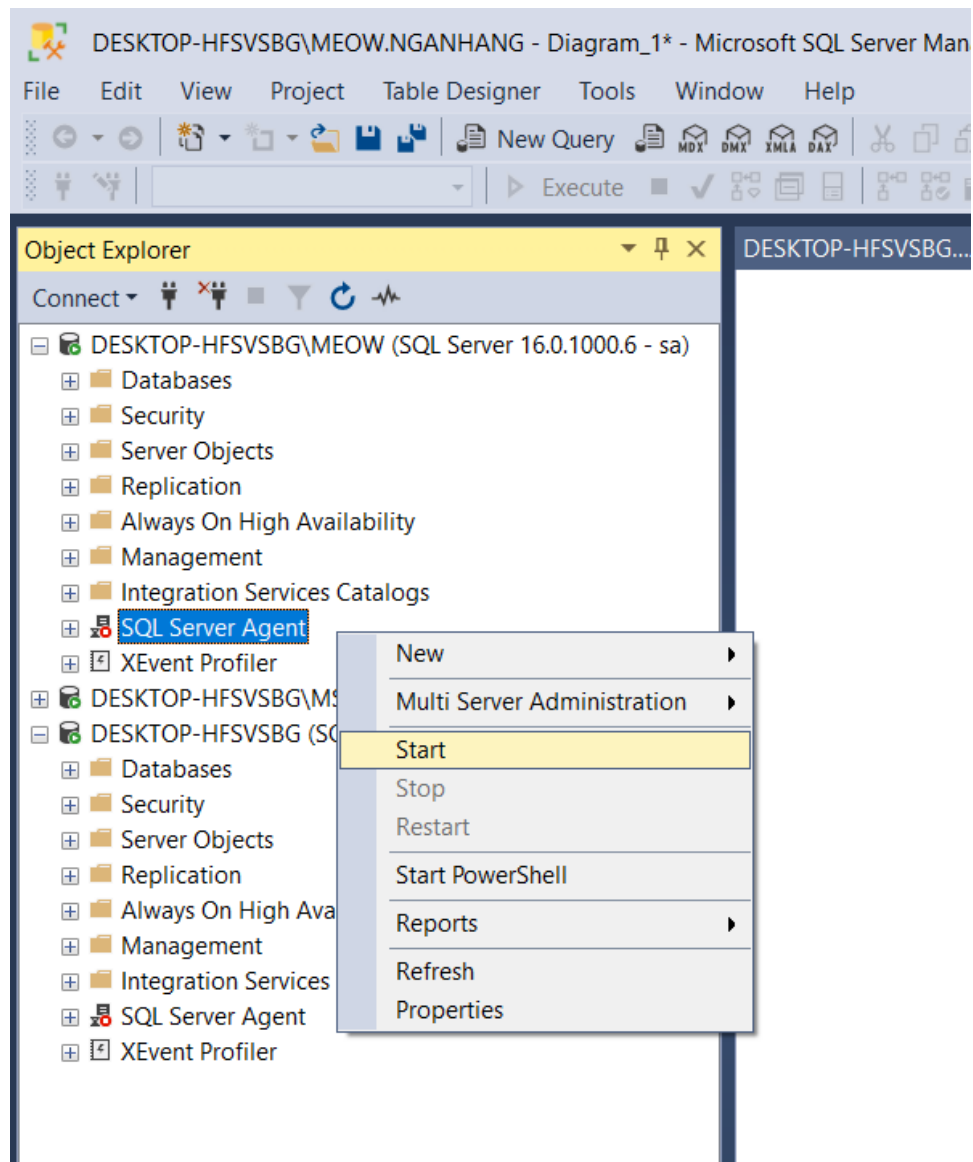 DESKTOP-HFSVSBG\MEOW.NGANHANG - Diagram_1* - Microsoft SQL Server Man
File Edit View Project Table Designer Tools Window Help
New Query MDX DMX XMLA DAX
Execute
Object Explorer
DESKTOP-HFSVSBG....
Connect
DESKTOP-HFSVSBG\MEOW (SQL Server 16.0.1000.6 - sa)
Databases
Security
Server Objects
Replication
Always On High Availability
Management
Integration Services Catalogs
SQL Server Agent
XEvent Profiler
DESKTOP-HFSVSBG\MS
DESKTOP-HFSVSBG (SQ
Databases
Security
Server Objects
Replication
Always On High Ava
Management
Integration Services
SQL Server Agent
XEvent Profiler
New
Multi Server Administration
Start
Stop
Restart
Start PowerShell
Reports
Refresh
Properties